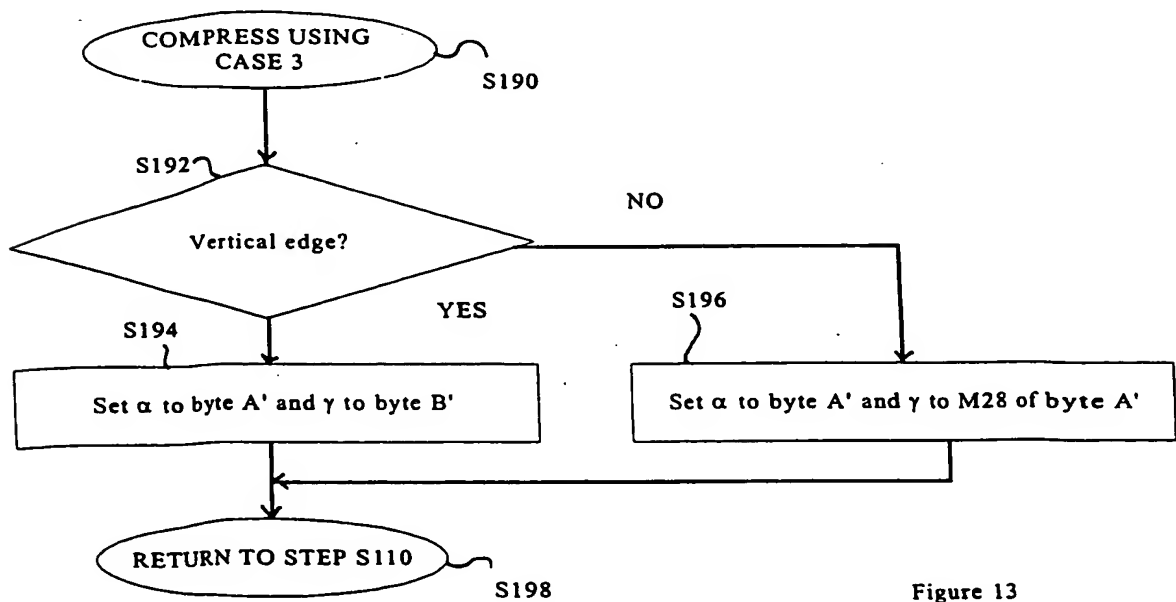 COMPRESS USING
CASE 3
S190
S192
NO
Vertical edge?
YES
S194
S196
Set α to byte A' and γ to byte B'
Set α to byte A' and γ to M28 of byte A'
RETURN TO STEP S110
S198
Figure 13